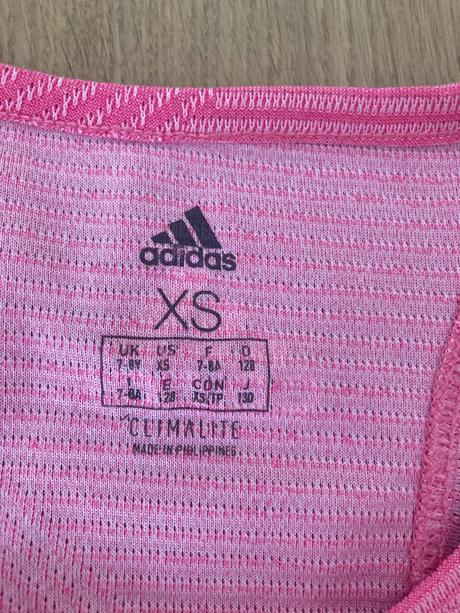 adidas
XS
UK US F D
7-8Y XS 7-8A 128
I E CDN J
7-8A 128 XS/TP 130
CLIMALITE
MADE IN PHILIPPINES